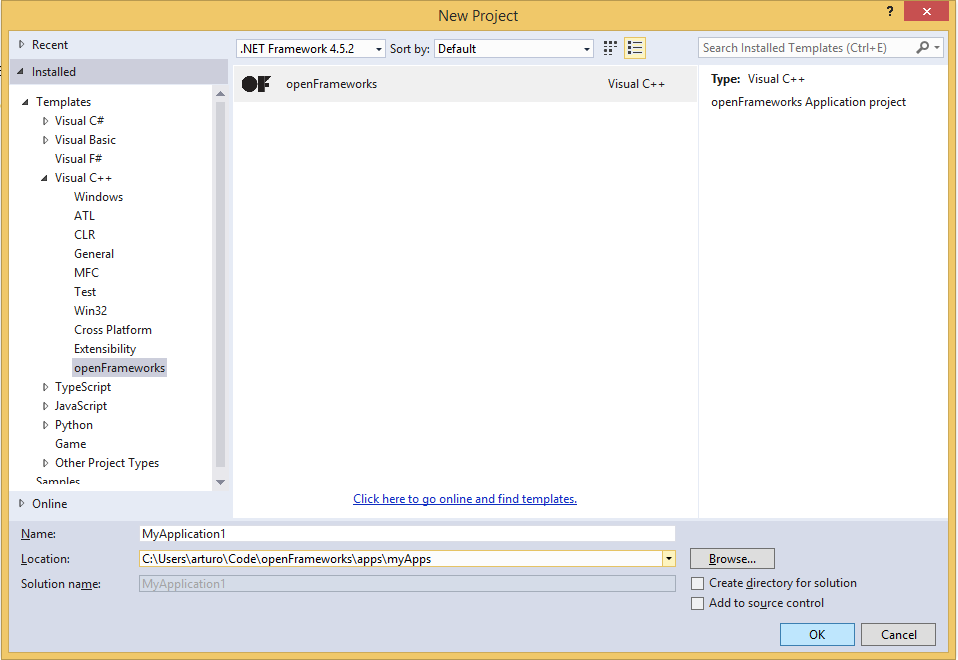 New Project
?
Recent
.NET Framework 4.5.2
Sort by:
Default
Search Installed Templates (Ctrl+E)
Installed
Templates
Visual C#
Visual Basic
Visual F#
Visual C++
Windows
ATL
CLR
General
MFC
Test
Win32
Cross Platform
Extensibility
openFrameworks
TypeScript
JavaScript
Python
Game
Other Project Types
Samples
Online
OF
openFrameworks
Visual C++
Type: Visual C++
openFrameworks Application project
Click here to go online and find templates.
Name:
MyApplication1
Location:
C:\Users\arturo\Code\openFrameworks\apps\myApps
Browse...
Solution name:
MyApplication1
Create directory for solution
Add to source control
OK
Cancel